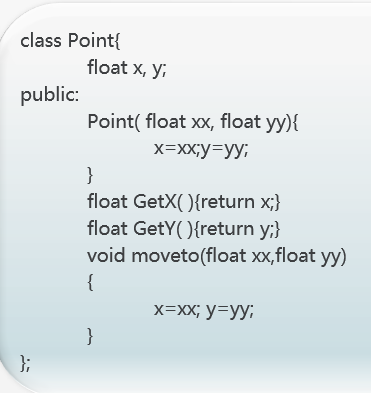 class Point{
float x, y;
public:
Point( float xx, float yy){
x=xx;y=yy;
}
float GetX( ){return x;}
float GetY( ){return y;}
void moveto(float xx,float yy)
{
x=xx; y=yy;
}
};